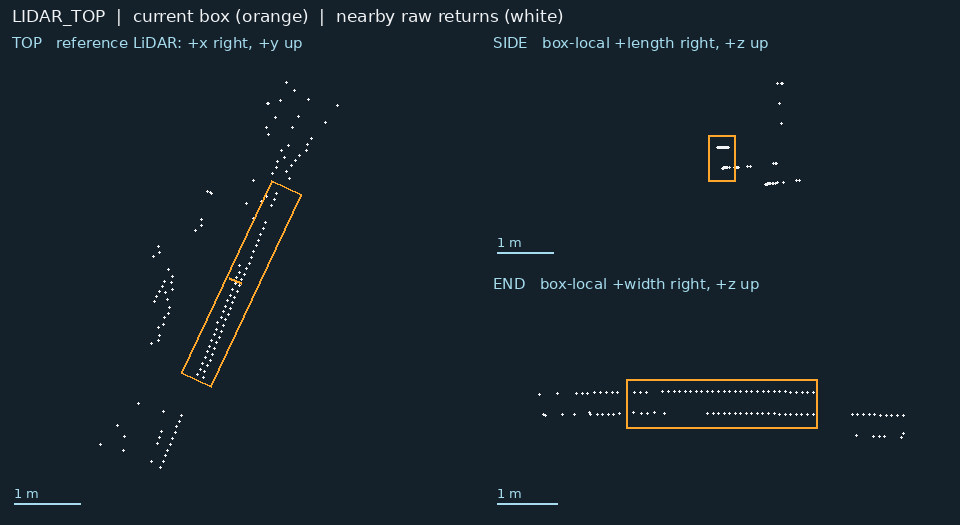 LIDAR_TOP | current box (orange) | nearby raw returns (white)
TOP reference LiDAR: +x right, +y up
SIDE box-local +length right, +z up
1 m
END box-local +width right, +z up
1 m
1 m